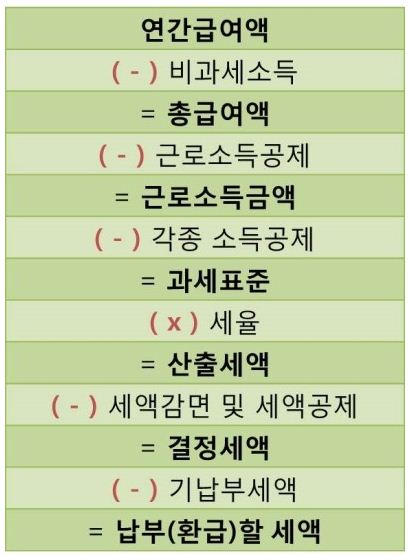 연간급여액
( - ) 비과세소득
= 총급여액
( - ) 근로소득공제
= 근로소득금액
( - ) 각종 소득공제
= 과세표준
( x ) 세율
= 산출세액
( - ) 세액감면 및 세액공제
= 결정세액
( - ) 기납부세액
= 납부(환급)할 세액